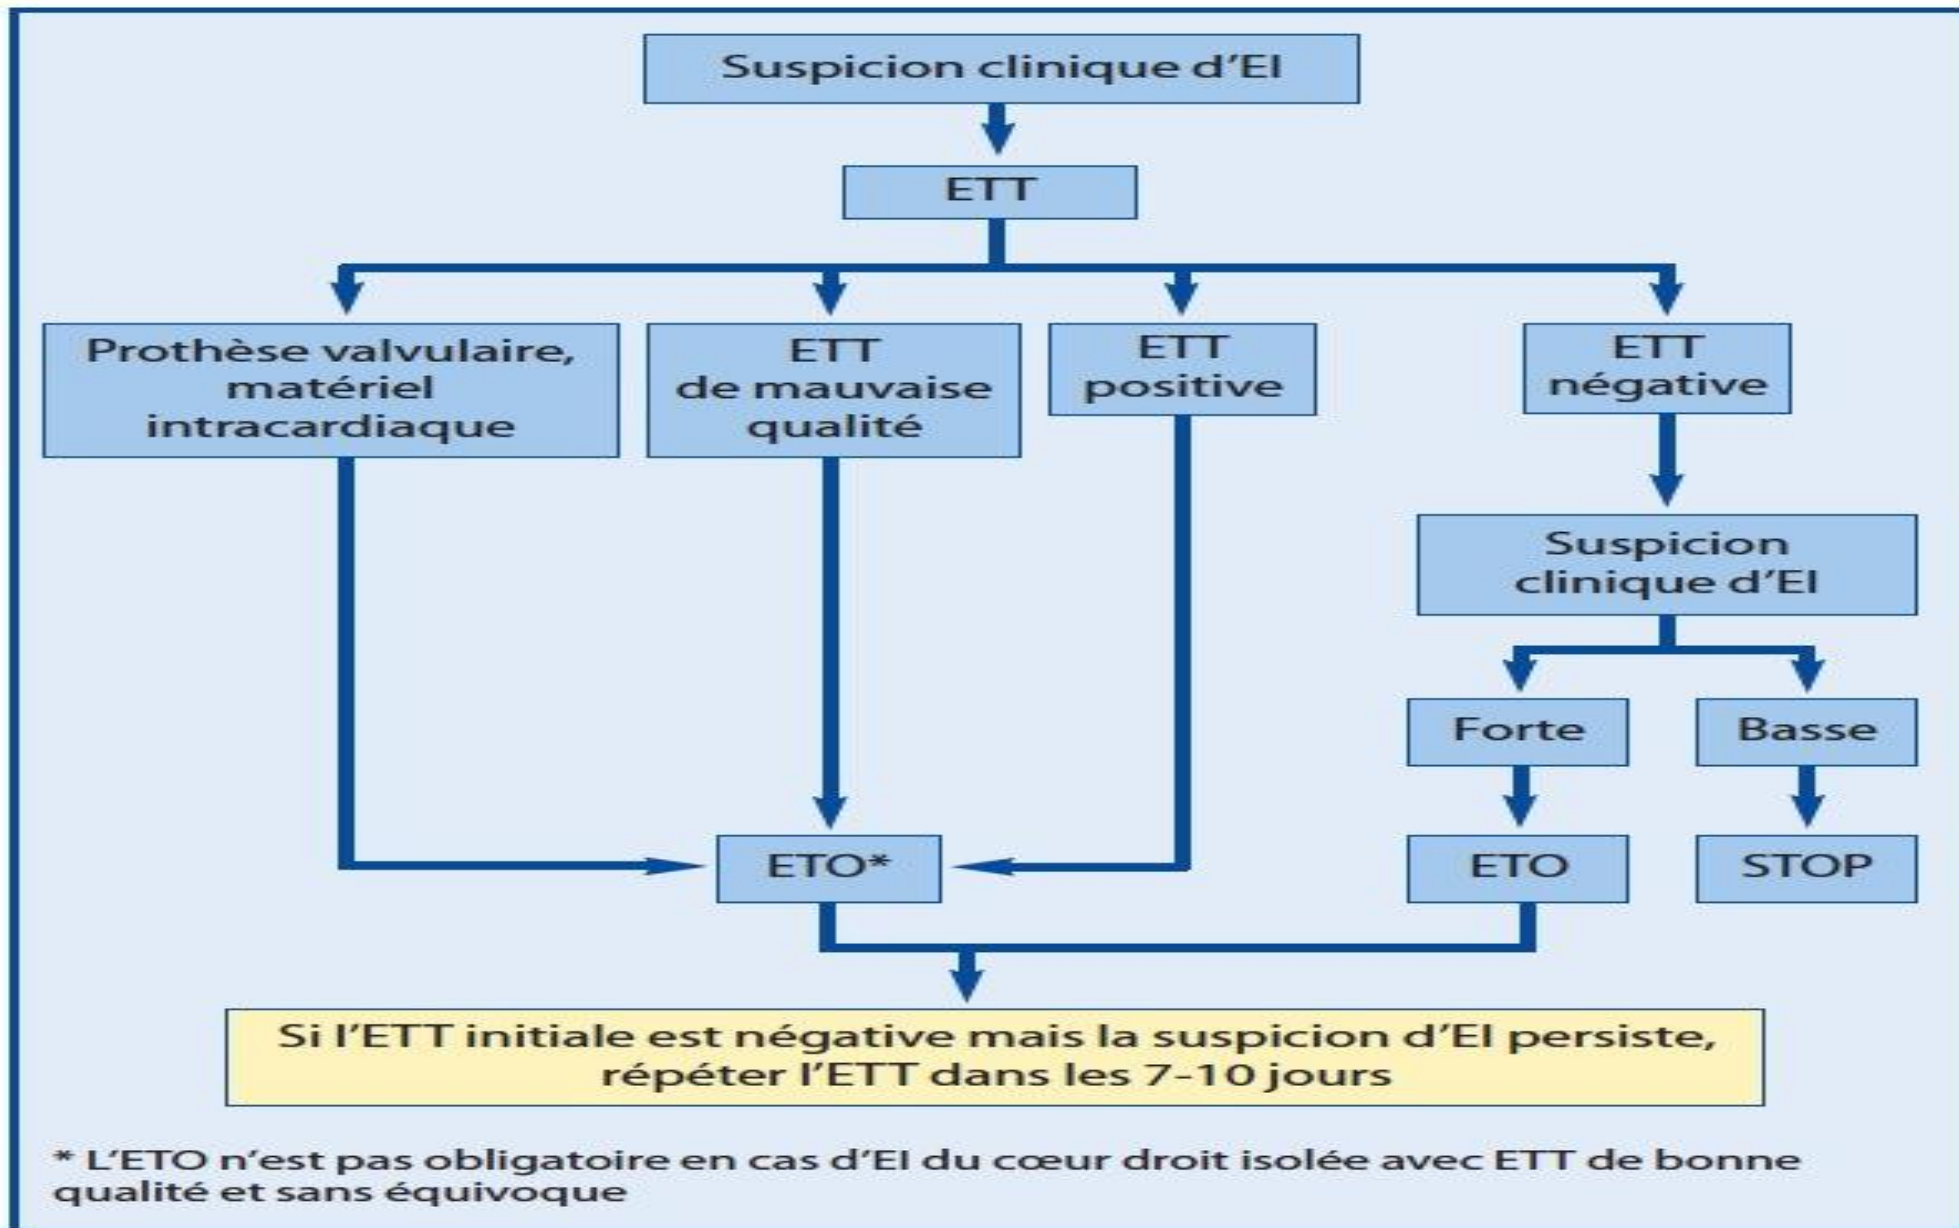 Suspicion clinique d'EI
ETT
Prothèse valvulaire,
matériel
intracardiaque
ETT
de mauvaise
qualité
ETT
positive
ETT
négative
Suspicion
clinique d'EI
Forte
Basse
ETO*
ETO
STOP
Si l'ETT initiale est négative mais la suspicion d'EI persiste,
répéter l'ETT dans les 7-10 jours
* L'ETO n'est pas obligatoire en cas d'EI du cœur droit isolée avec ETT de bonne
qualité et sans équivoque